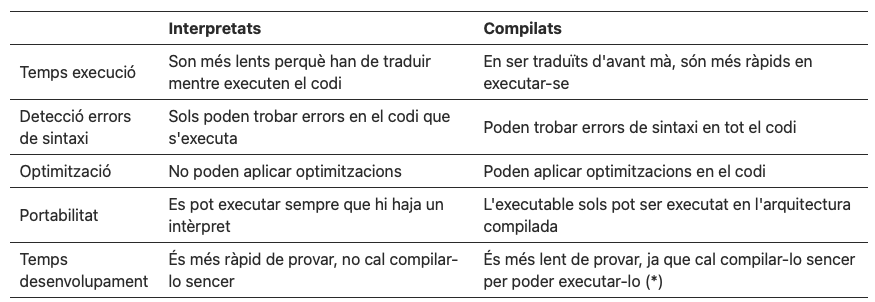 Interpretats Compilats
Temps execució
Son més lents perquè han de traduir
mentre executen el codi
En ser traduïts d'avant mà, són més ràpids en
executar-se
Detecció errors
de sintaxi
Sols poden trobar errors en el codi que
s'executa
Poden trobar errors de sintaxi en tot el codi
Optimització
No poden aplicar optimitzacions
Poden aplicar optimitzacions en el codi
Portabilitat
Es pot executar sempre que hi haja un
intèrpret
L'executable sols pot ser executat en l'arquitectura
compilada
Temps
desenvolupament
És més ràpid de provar, no cal compilar-
lo sencer
És més lent de provar, ja que cal compilar-lo sencer
per poder executar-lo (*)